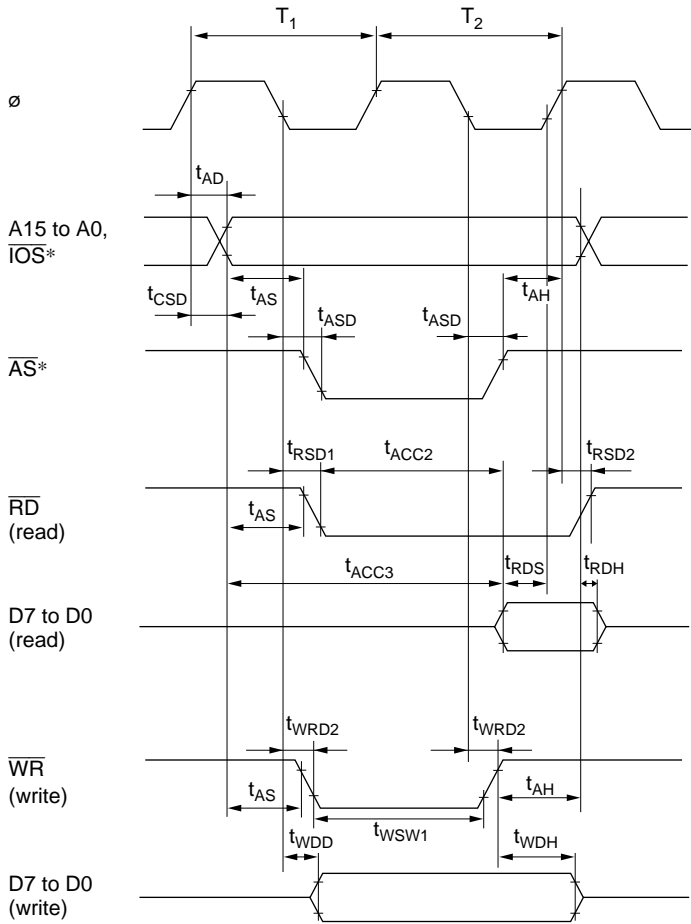 T1 T2
ø
tAD
A15 to A0,
IOS*
tCSD tAS tAH
tASD tASD
AS*
tRSD1 tACC2 tRSD2
RD
(read)
tAS
tACC3 tRDS tRDH
D7 to D0
(read)
tWRD2 tWRD2
WR
(write)
tAS tAH
tWSW1
tWDD tWDH
D7 to D0
(write)